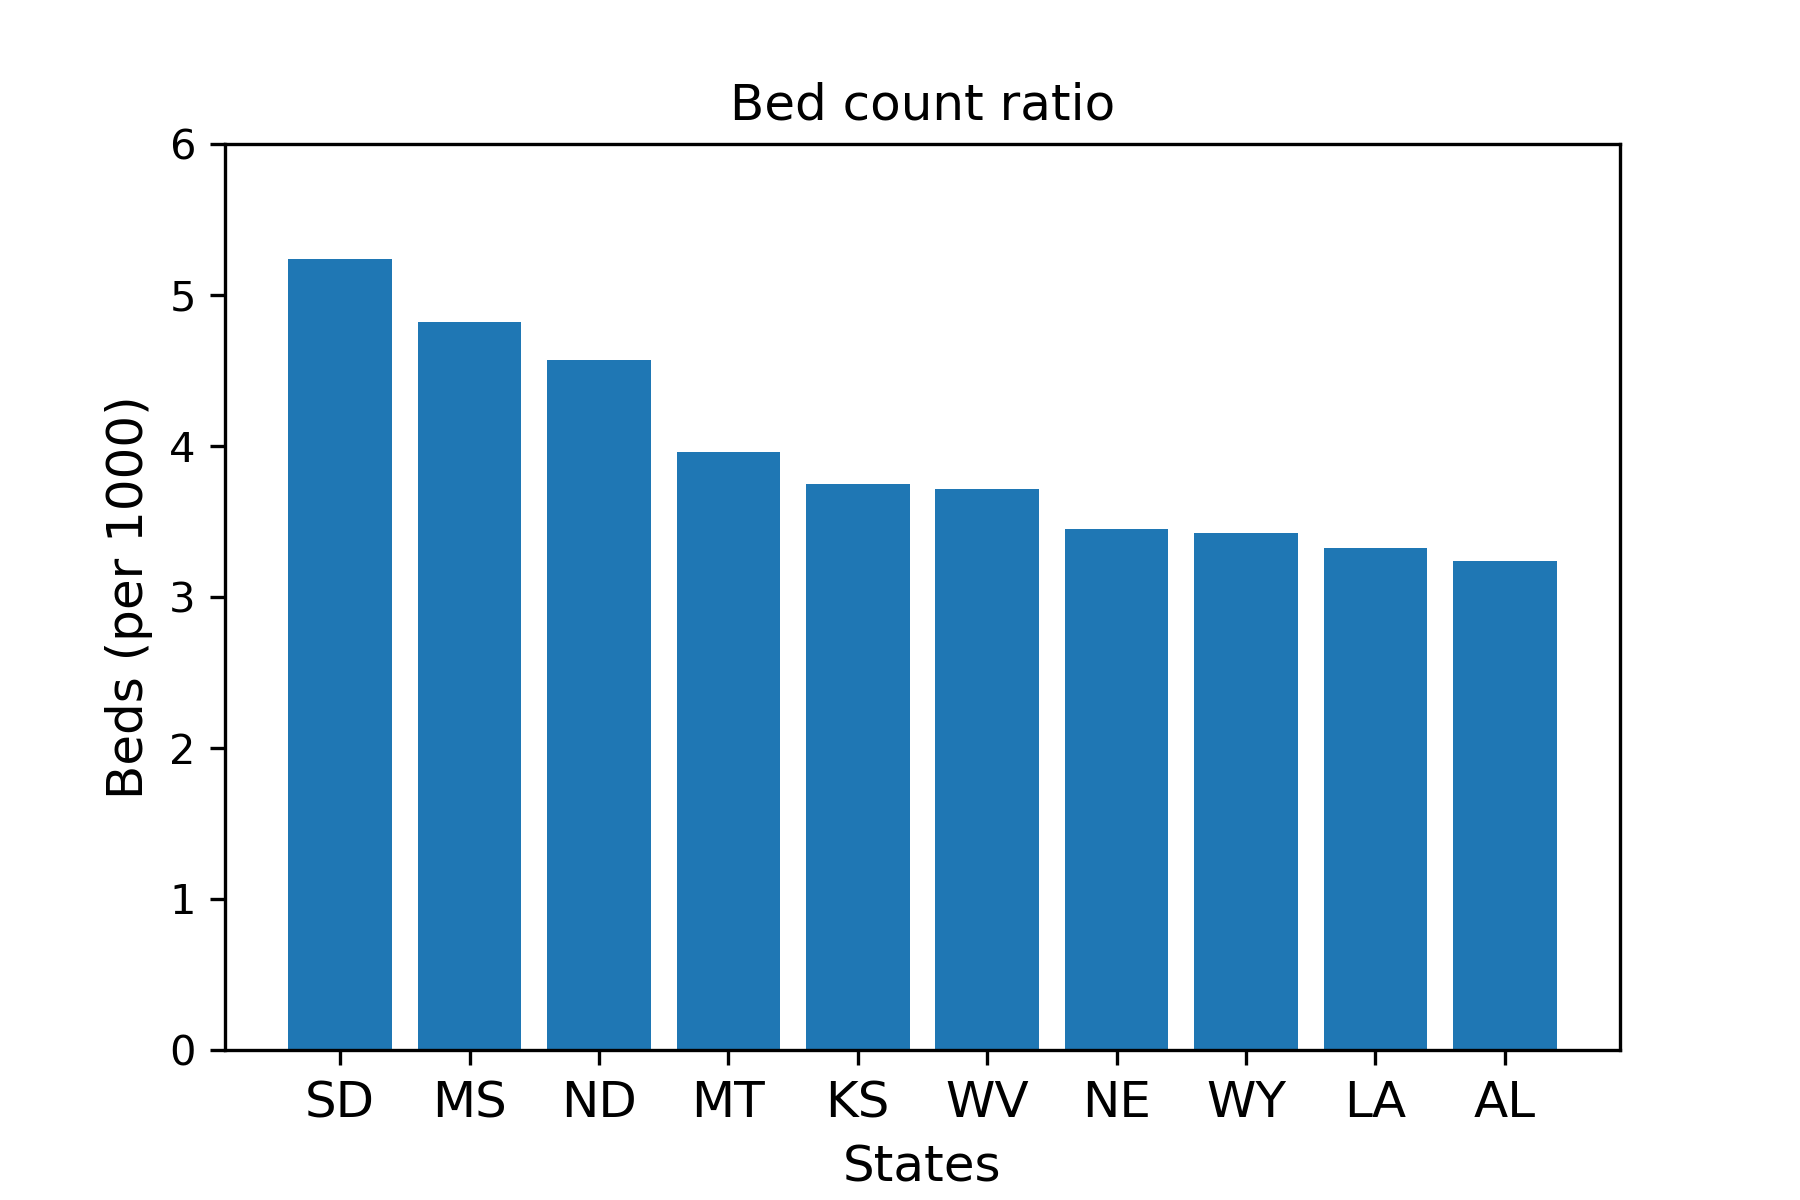 Bed count ratio
6
5
4
3
2
1
0
Beds (per 1000)
SD MS ND MT KS WV NE WY LA AL
States